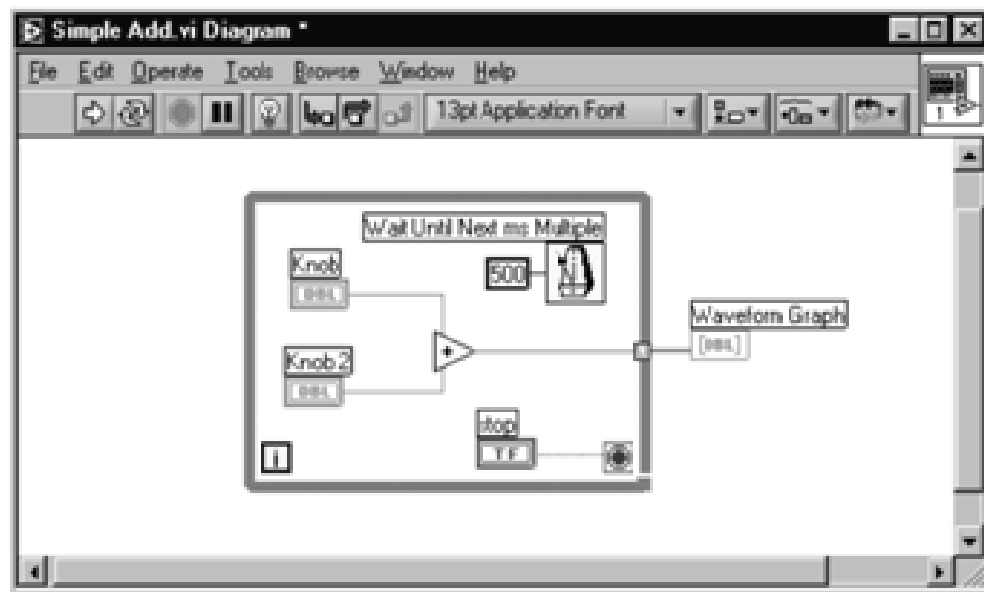 Simple Add.vi Diagram *
File Edit Operate Tools Browse Window Help
13pt Application Font
1
Wait Until Next ms Multiple
Knob
500
DBL
Waveform Graph
[DBL]
Knob 2
DBL
stop
TF
i